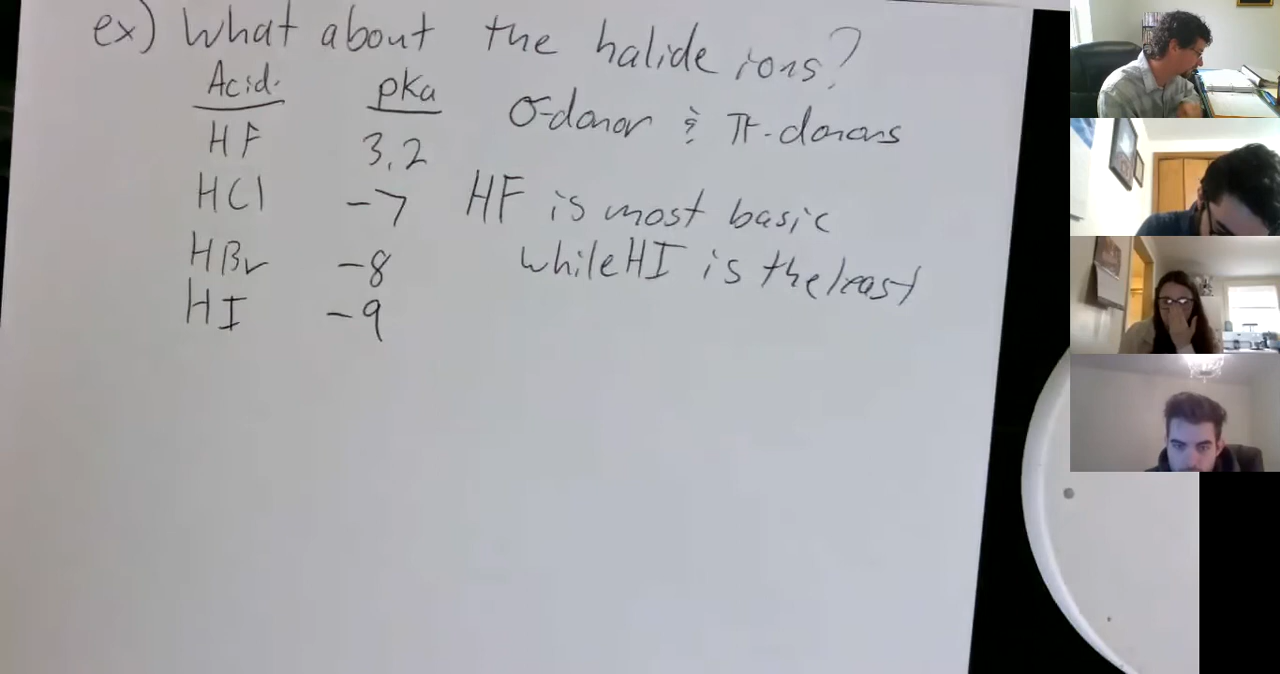 ex) What about the halide ions?
Acid. pKa σ-donor & π-donors
HF 3.2
HCl -7 HF is most basic
HBr -8 while HI is the least
HI -9